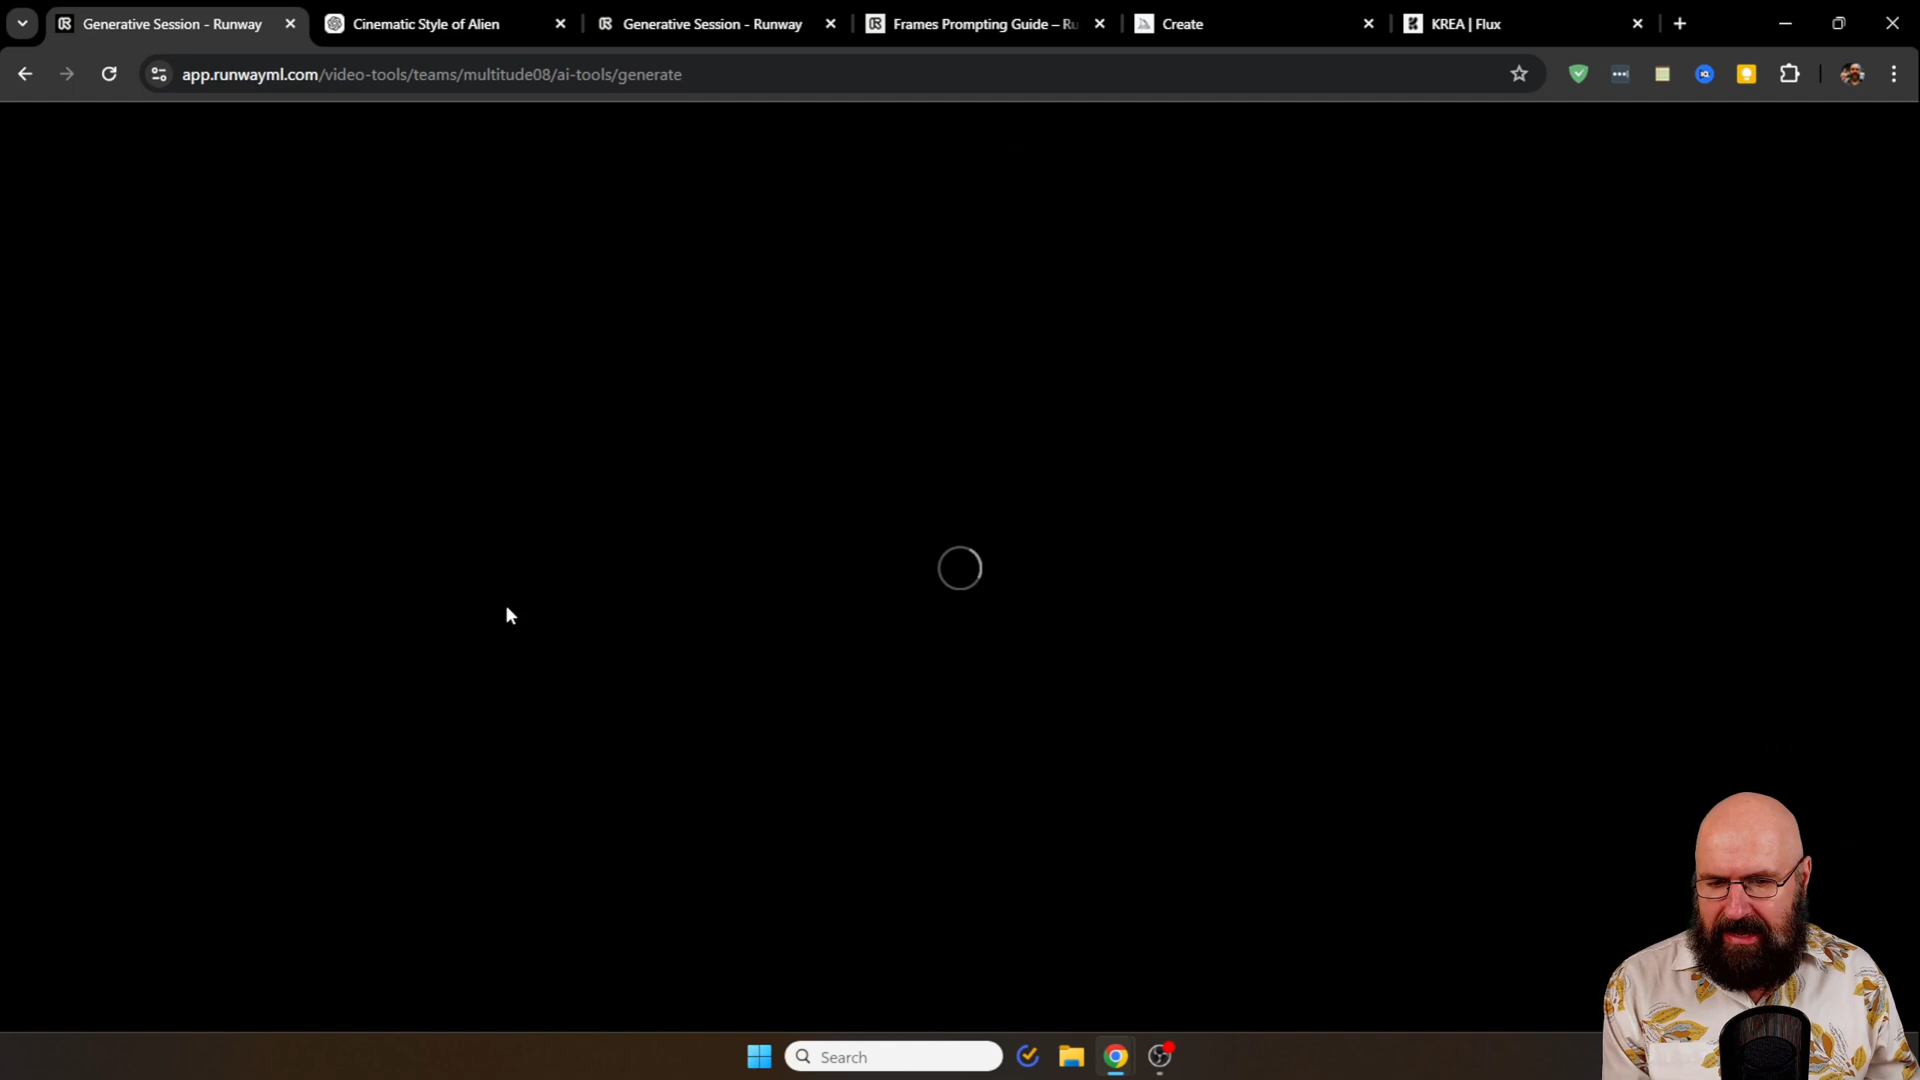 Generative Session - Runway
Cinematic Style of Alien
Generative Session - Runway
Frames Prompting Guide – Ru
Create
KREA | Flux
app.runwayml.com/video-tools/teams/multitude08/ai-tools/generate
Search